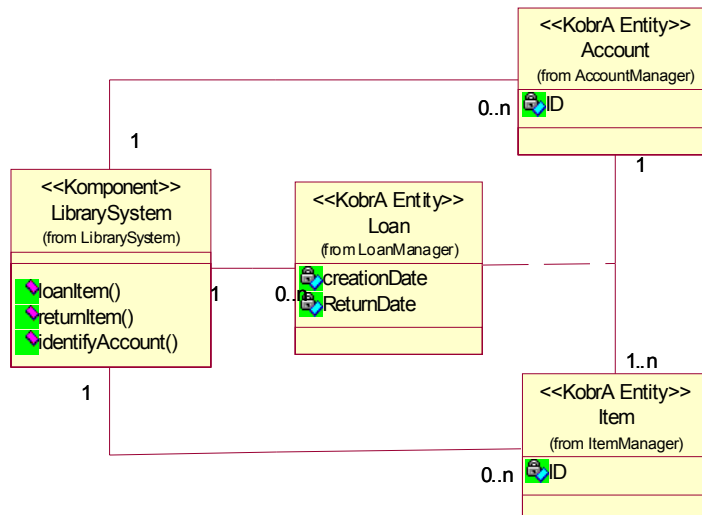 <<KobrA Entity>>
Account
(from AccountManager)
ID
0..n
1
1
<<Komponent>>
LibrarySystem
(from LibrarySystem)
loanItem()
returnItem()
identifyAccount()
<<KobrA Entity>>
Loan
(from LoanManager)
creationDate
ReturnDate
1
0..n
1
1..n
<<KobrA Entity>>
Item
(from ItemManager)
ID
0..n